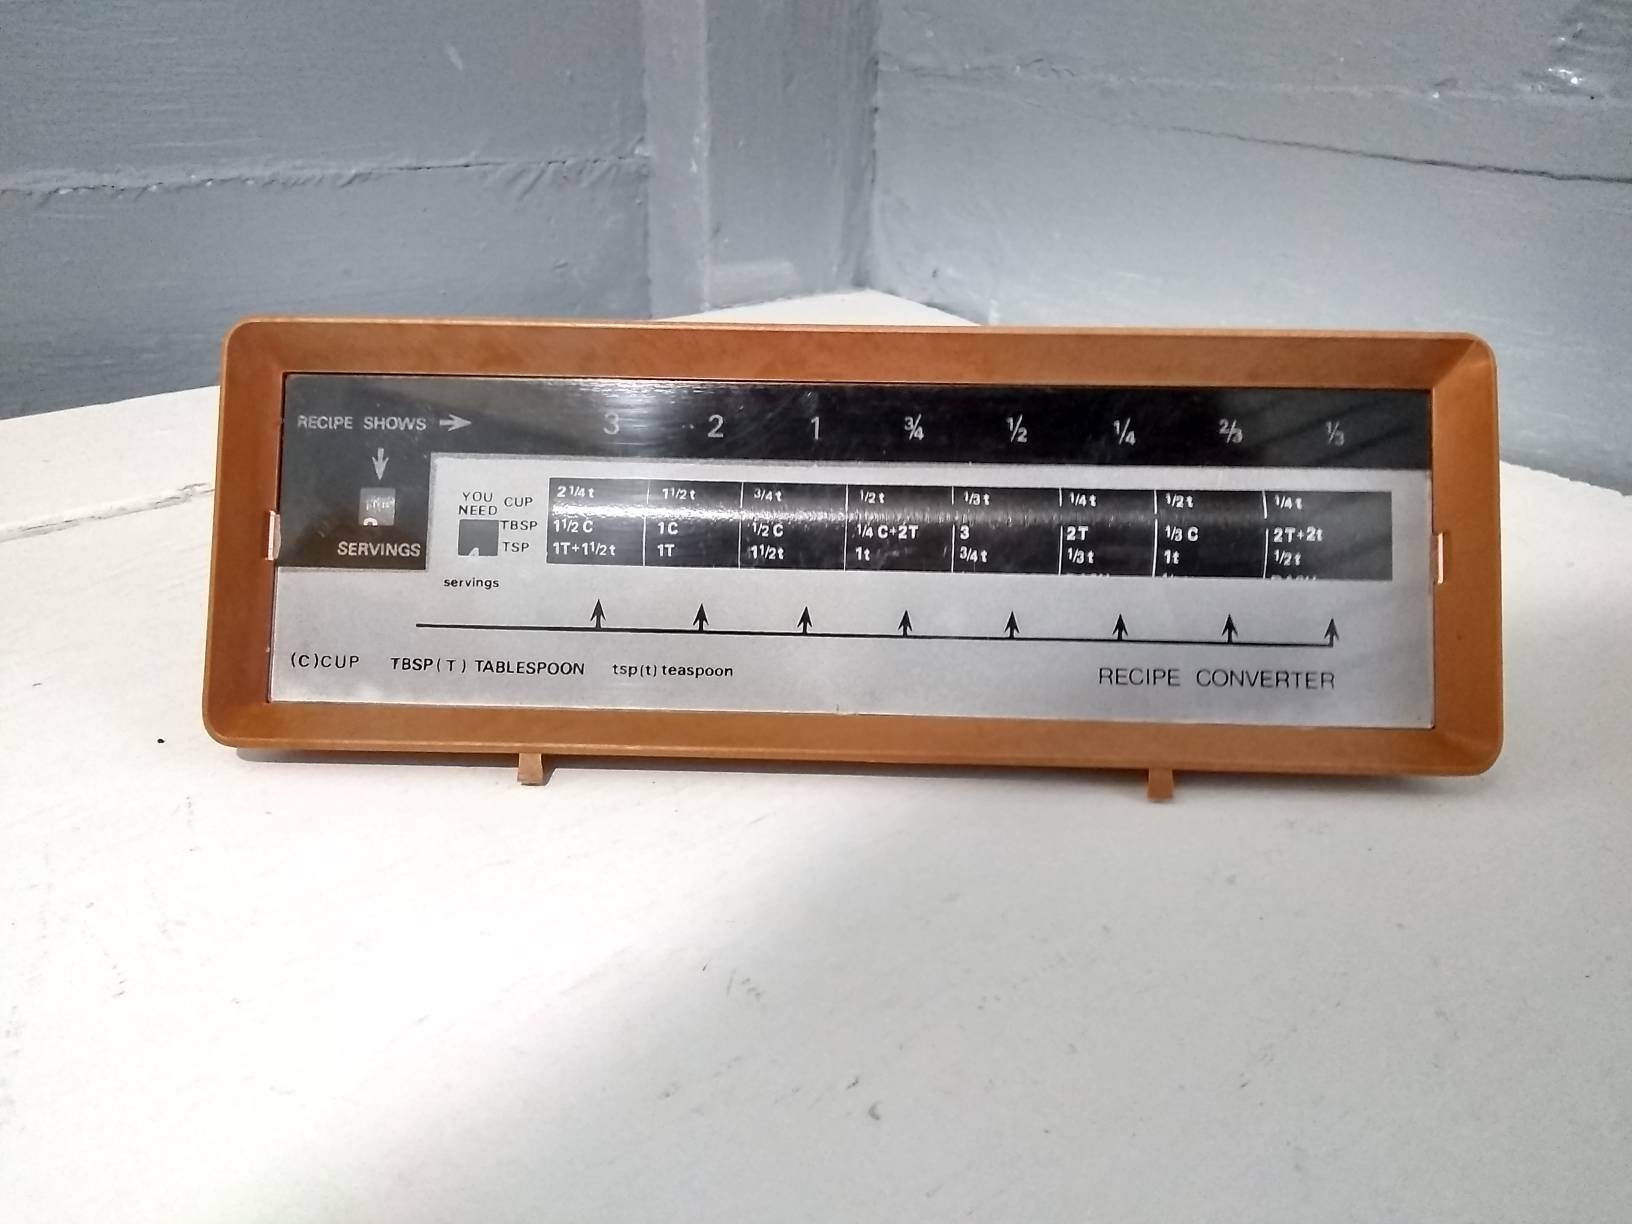 RECIPE SHOWS 3 2 1 3/4 1/2 1/4 2/3 1/3
SERVINGS
YOU NEED
CUP
TBSP
TSP
servings
2 1/4 t 1 1/2 t 3/4 t 1/2 t 1/3 t 1/4 t 1/2 t 1/4 t
1 1/2 C 1 C 1/2 C 1/4 C+2T 3 2T 1/3 C 2T+2t
1T+1 1/2 t 1T 1 1/2 t 1t 3/4 t 1/3 t 1t 1/2 t
(C)CUP TBSP(T) TABLESPOON tsp(t) teaspoon
RECIPE CONVERTER